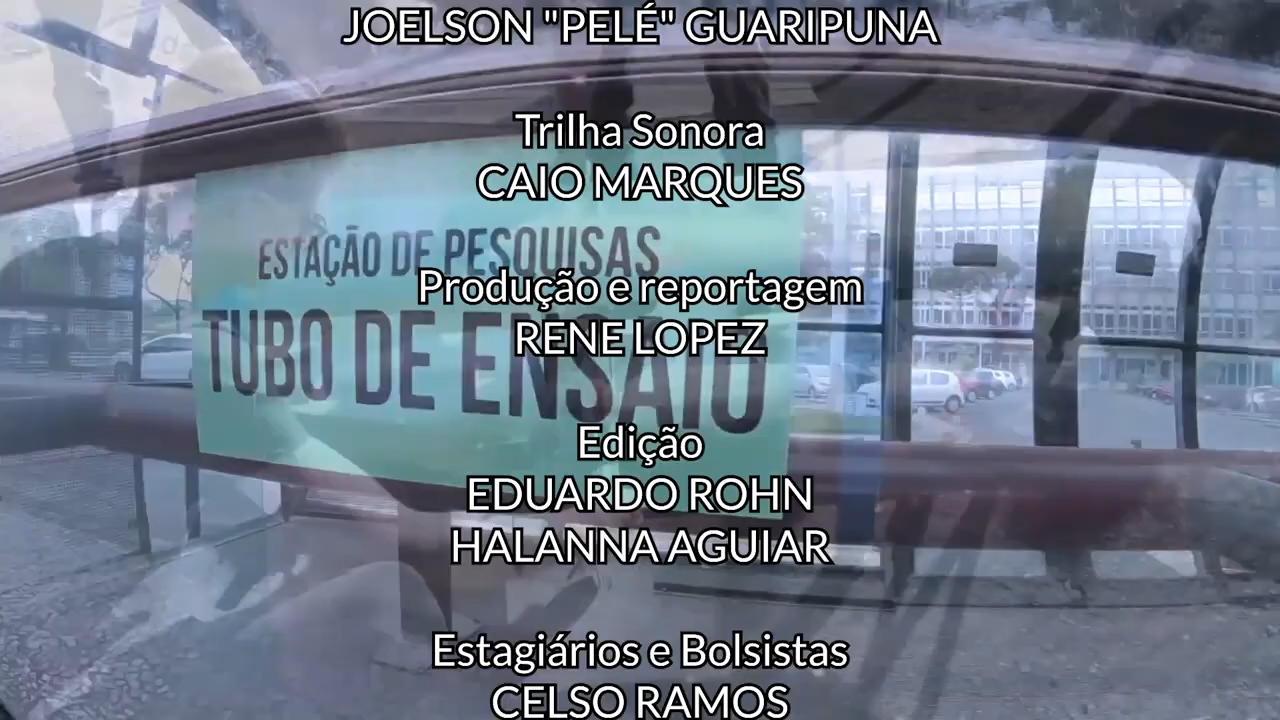 JOELSON "PELÉ" GUARIPUNA
Trilha Sonora
CAIO MARQUES
ESTAÇÃO DE PESQUISAS
Produção e reportagem
TUBO DE ENSAIO
RENE LOPEZ
Edição
EDUARDO ROHN
HALANNA AGUIAR
Estagiários e Bolsistas
CELSO RAMOS